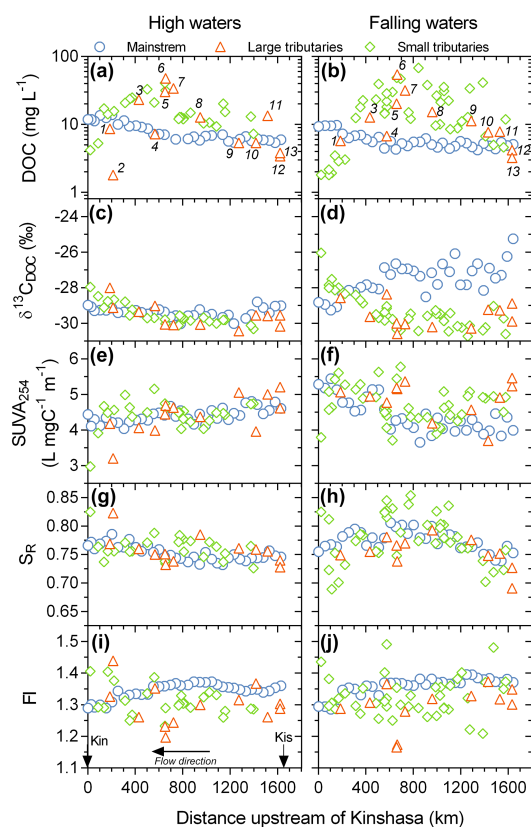 High waters Falling waters
Mainstrem Large tributaries Small tributaries
(a) (b)
DOC (mg L⁻¹)
100
10
1
1 2 3 4 5 6 7 8 9 10 11 12 13
1 3 4 5 6 7 8 9 10 11 12 13
(c) (d)
δ¹³C_DOC (‰)
-24
-26
-28
-30
(e) (f)
SUVA₂₅₄
(L mgC⁻¹ m⁻¹)
6
5
4
3
(g) (h)
S_R
0.85
0.80
0.75
0.70
0.65
(i) (j)
FI
1.5
1.4
1.3
1.2
1.1
Kin Kis
Flow direction
0 400 800 1200 1600 0 400 800 1200 1600
Distance upstream of Kinshasa (km)